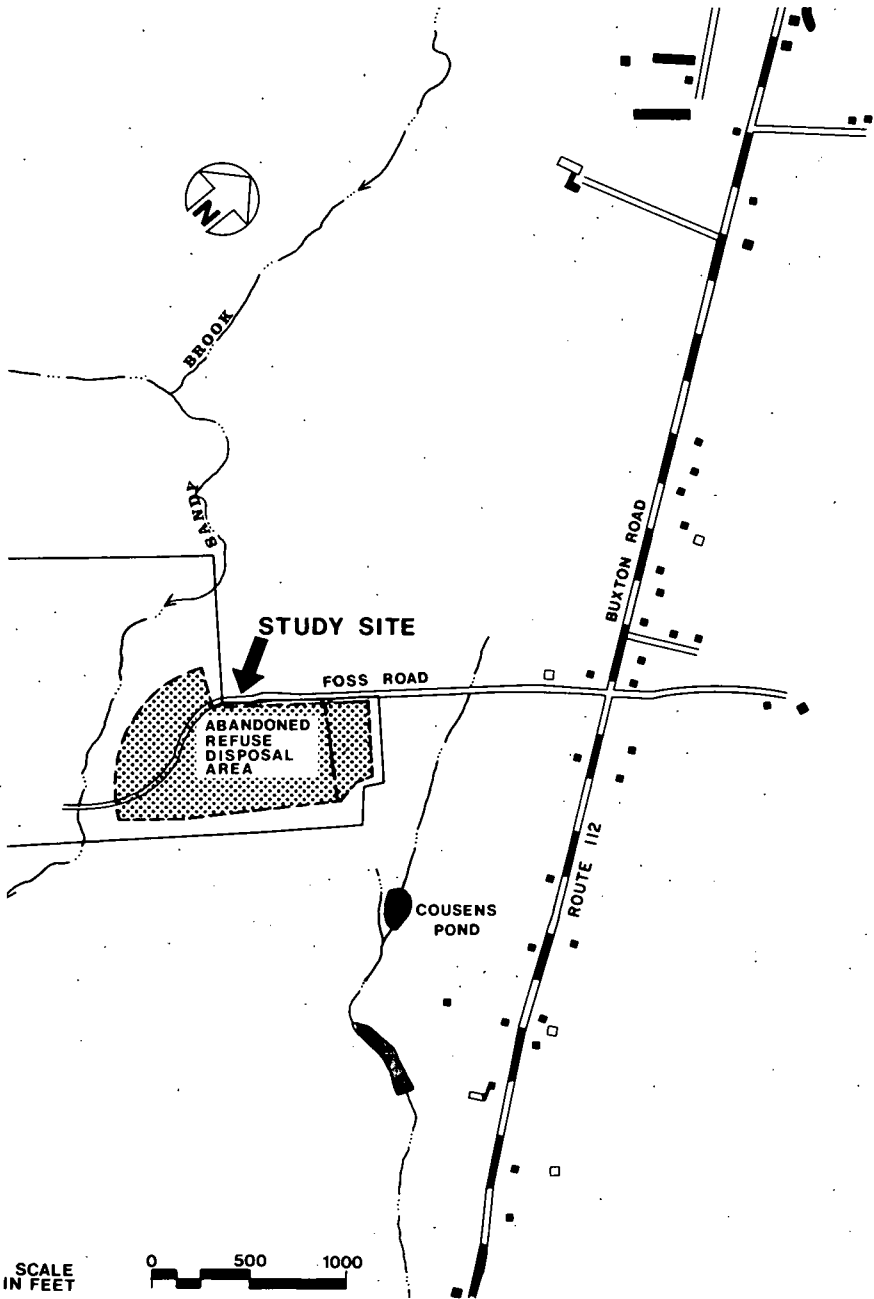 N
BROOK
SANDY
BUXTON ROAD
STUDY SITE
FOSS ROAD
ABANDONED
REFUSE
DISPOSAL
AREA
ROUTE 112
COUSENS
POND
SCALE
IN FEET
0 500 1000